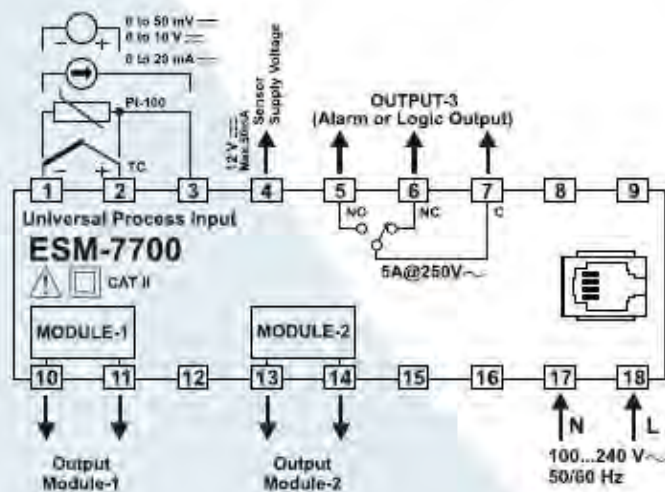 0 to 50 mV
0 to 10 V
0 to 20 mA
Pt-100
TC
12 V
Max.50mA
Sensor
Supply Voltage
OUTPUT-3
(Alarm or Logic Output)
1 2 3 4 5 6 7 8 9
NO NC C
Universal Process Input
ESM-7700
CAT II
5A@250V~
MODULE-1 MODULE-2
10 11 12 13 14 15 16 17 18
N L
Output
Module-1
Output
Module-2
100...240 V~
50/60 Hz